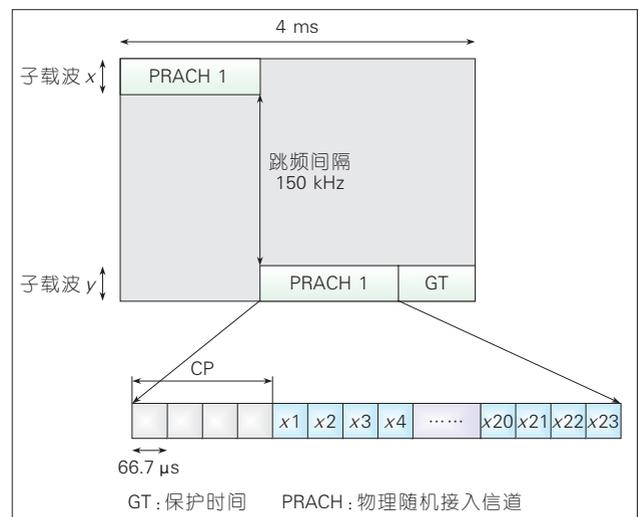 4 ms
子载波 x
PRACH 1
跳频间隔
150 kHz
子载波 y
PRACH 1
GT
CP
x1 x2 x3 x4 …… x20 x21 x22 x23
66.7 μs
GT：保护时间 PRACH：物理随机接入信道